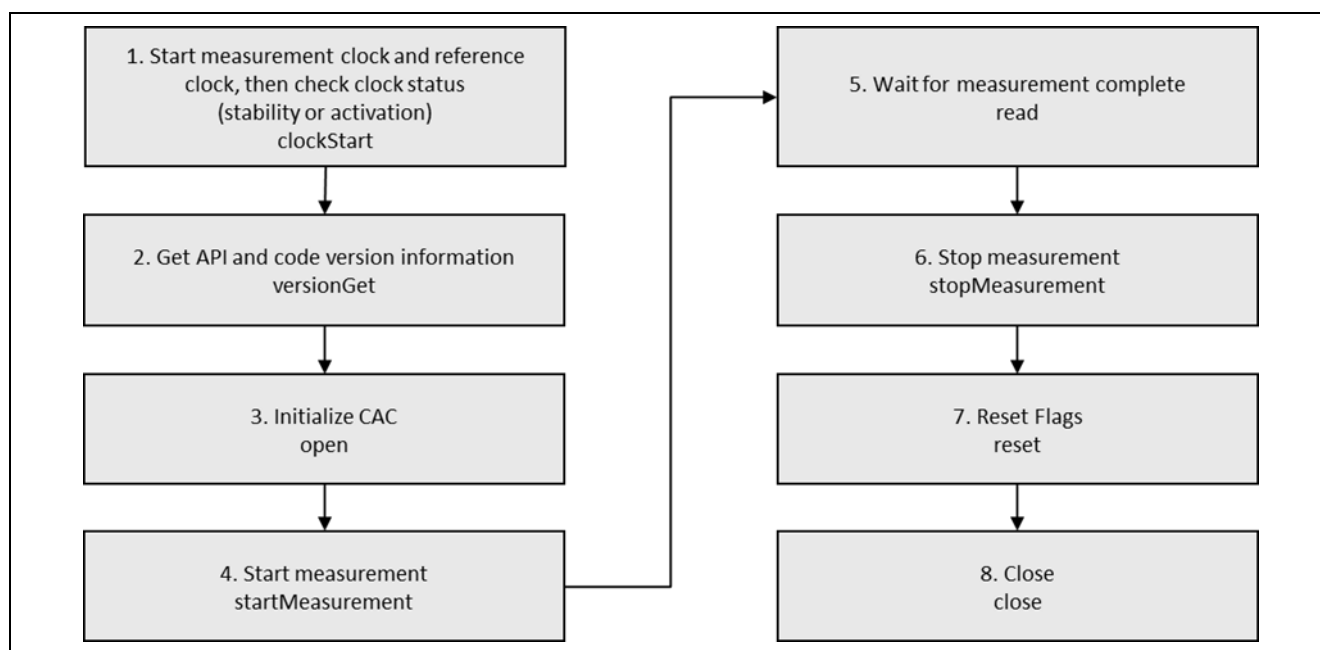 1. Start measurement clock and reference
clock, then check clock status
(stability or activation)
clockStart
2. Get API and code version information
versionGet
3. Initialize CAC
open
4. Start measurement
startMeasurement
5. Wait for measurement complete
read
6. Stop measurement
stopMeasurement
7. Reset Flags
reset
8. Close
close